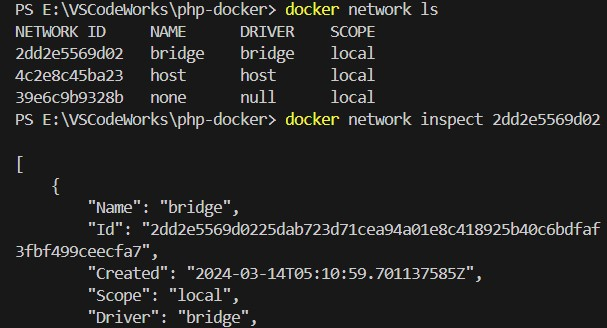 PS E:\VSCodeWorks\php-docker> docker network ls
NETWORK ID     NAME      DRIVER    SCOPE
2dd2e5569d02   bridge    bridge    local
4c2e8c45ba23   host      host      local
39e6c9b9328b   none      null      local
PS E:\VSCodeWorks\php-docker> docker network inspect 2dd2e5569d02
[
    {
        "Name": "bridge",
        "Id": "2dd2e5569d0225dab723d71cea94a01e8c418925b40c6bdfaf
3fbf499ceecfa7",
        "Created": "2024-03-14T05:10:59.701137585Z",
        "Scope": "local",
        "Driver": "bridge",